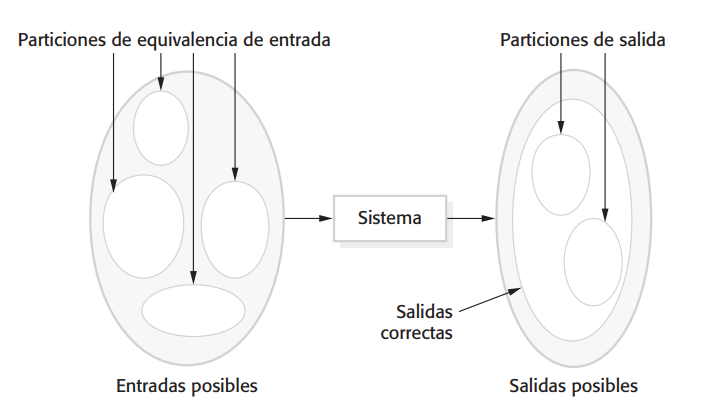 Particiones de equivalencia de entrada
Particiones de salida
Sistema
Salidas
correctas
Entradas posibles
Salidas posibles